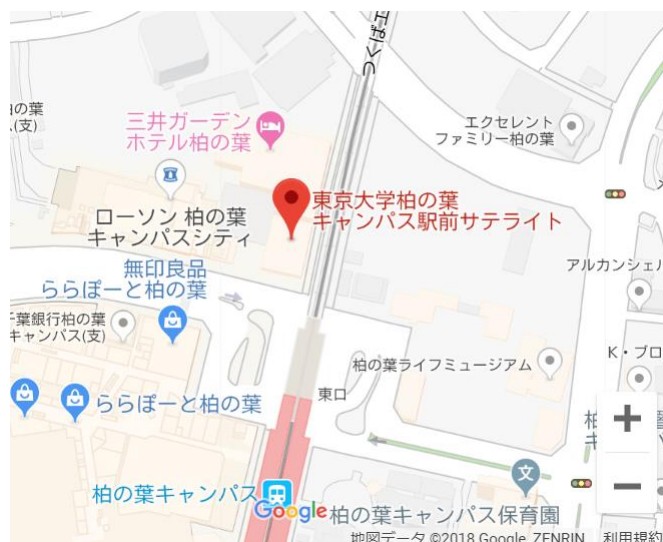 つくばエ
の葉
ス(支)
三井ガーデン
ホテル柏の葉
エクセレント
ファミリー柏の葉
ローソン 柏の葉
キャンパスシティ
東京大学柏の葉
キャンパス駅前サテライト
無印良品
ららぽーと柏の葉
アルカンシェル
千葉銀行柏の葉
キャンパス(支)
柏の葉ライフミュージアム
K・ブロ
東口
ららぽーと柏の葉
柏
キ
+
−
文
柏の葉キャンパス
Google
柏の葉キャンパス保育園
地図データ ©2018 Google, ZENRIN
利用規約